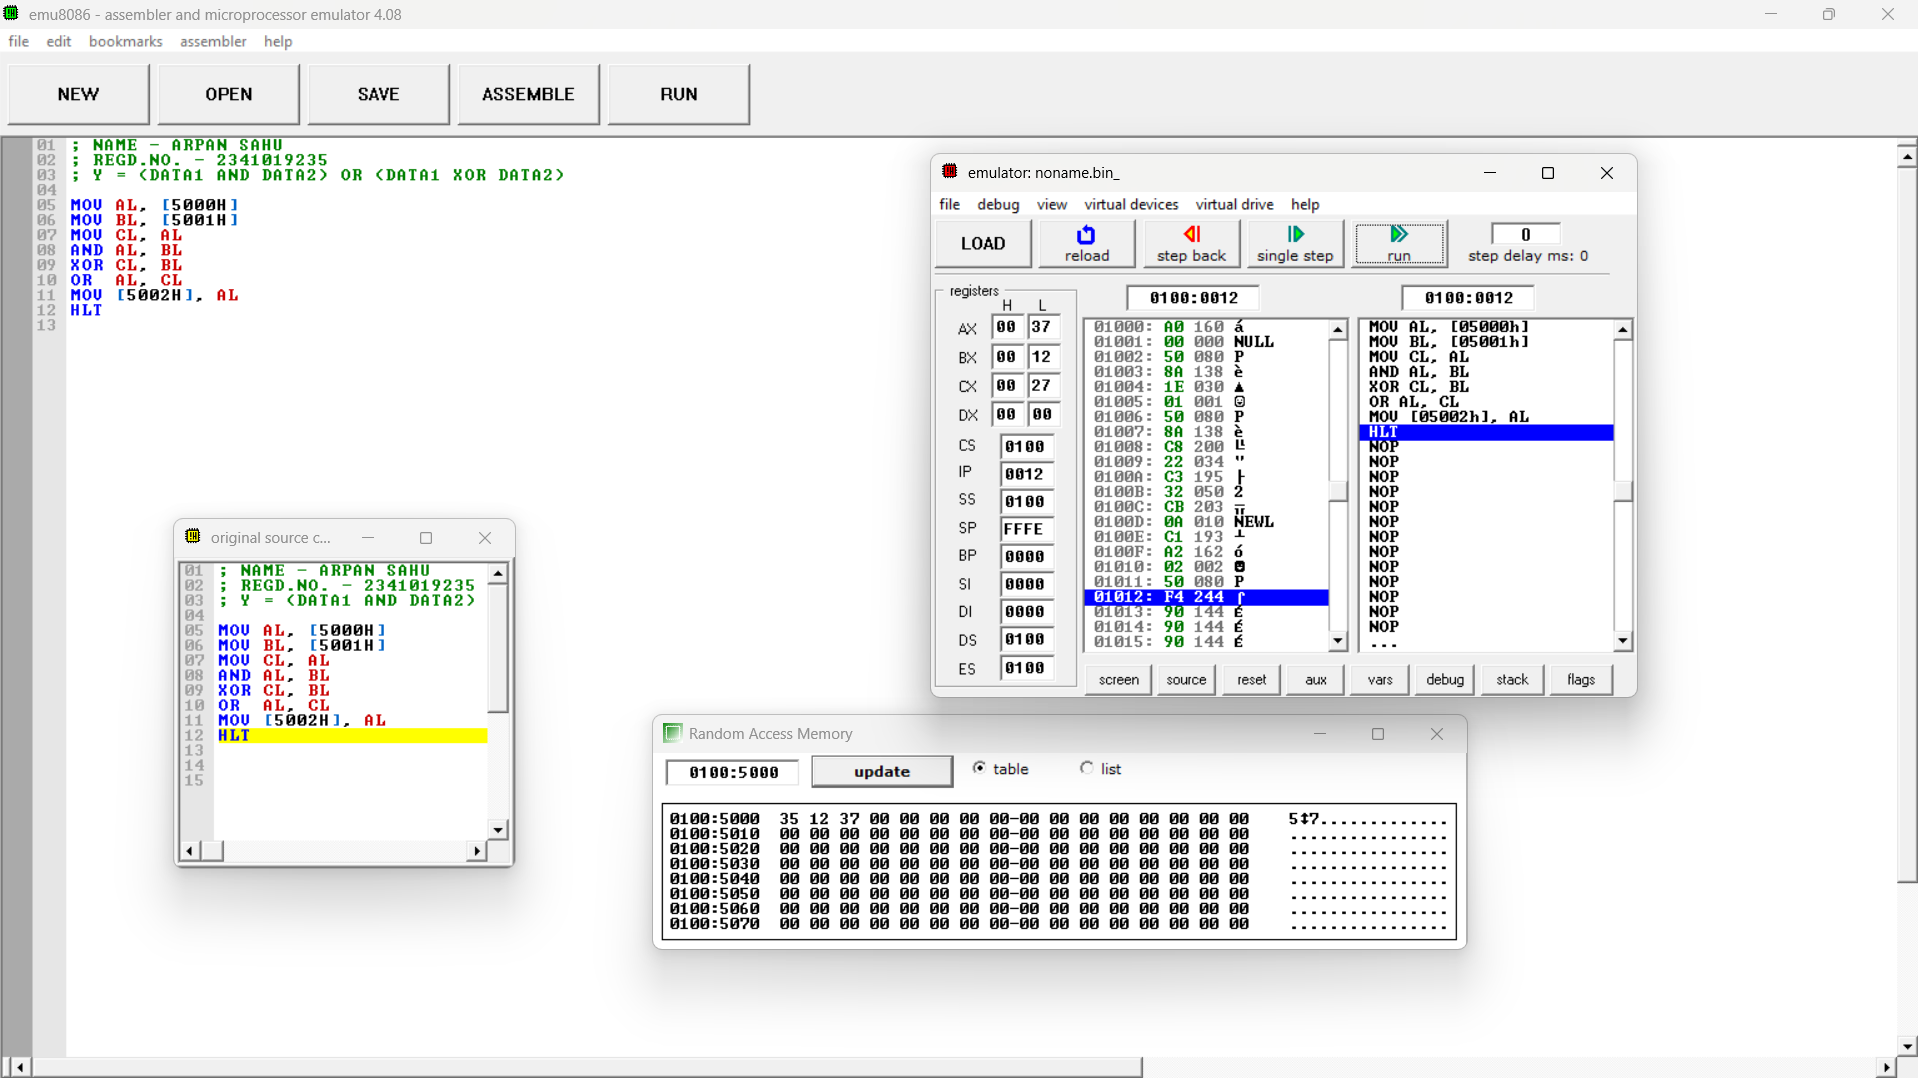 emu8086 - assembler and microprocessor emulator 4.08
file edit bookmarks assembler help
NEW OPEN SAVE ASSEMBLE RUN
01 ; NAME - ARPAN SAHU
02 ; REGD.NO. - 2341019235
03 ; Y = (DATA1 AND DATA2) OR (DATA1 XOR DATA2)
04
05 MOV AL, [5000H]
06 MOV BL, [5001H]
07 MOV CL, AL
08 AND AL, BL
09 XOR CL, BL
10 OR AL, CL
11 MOV [5002H], AL
12 HLT
13
original source c...
01 ; NAME - ARPAN SAHU
02 ; REGD.NO. - 2341019235
03 ; Y = (DATA1 AND DATA2)
04
05 MOV AL, [5000H]
06 MOV BL, [5001H]
07 MOV CL, AL
08 AND AL, BL
09 XOR CL, BL
10 OR AL, CL
11 MOV [5002H], AL
12 HLT
13
14
15
emulator: noname.bin_
file debug view virtual devices virtual drive help
LOAD reload step back single step run 0
step delay ms: 0
registers 0100:0012 0100:0012
H L
AX 00 37
BX 00 12
CX 00 27
DX 00 00
CS 0100
IP 0012
SS 0100
SP FFFE
BP 0000
SI 0000
DI 0000
DS 0100
ES 0100
01000: A0 160 á
01001: 00 000 NULL
01002: 50 080 P
01003: 8A 138 è
01004: 1E 030 ▲
01005: 01 001 ☺
01006: 50 080 P
01007: 8A 138 è
01008: C8 200 ╚
01009: 22 034 "
0100A: C3 195 ├
0100B: 32 050 2
0100C: CB 203 ╦
0100D: 0A 010 NEWL
0100E: C1 193 ┴
0100F: A2 162 ó
01010: 02 002 ☻
01011: 50 080 P
01012: F4 244 ⌠
01013: 90 144 É
01014: 90 144 É
01015: 90 144 É
MOV AL, [05000h]
MOV BL, [05001h]
MOV CL, AL
AND AL, BL
XOR CL, BL
OR AL, CL
MOV [05002h], AL
HLT
NOP
NOP
NOP
NOP
NOP
NOP
NOP
NOP
NOP
NOP
NOP
NOP
NOP
...
screen source reset aux vars debug stack flags
Random Access Memory
0100:5000 update table list
0100:5000 35 12 37 00 00 00 00 00-00 00 00 00 00 00 00 00 5↕7.............
0100:5010 00 00 00 00 00 00 00 00-00 00 00 00 00 00 00 00 ................
0100:5020 00 00 00 00 00 00 00 00-00 00 00 00 00 00 00 00 ................
0100:5030 00 00 00 00 00 00 00 00-00 00 00 00 00 00 00 00 ................
0100:5040 00 00 00 00 00 00 00 00-00 00 00 00 00 00 00 00 ................
0100:5050 00 00 00 00 00 00 00 00-00 00 00 00 00 00 00 00 ................
0100:5060 00 00 00 00 00 00 00 00-00 00 00 00 00 00 00 00 ................
0100:5070 00 00 00 00 00 00 00 00-00 00 00 00 00 00 00 00 ................